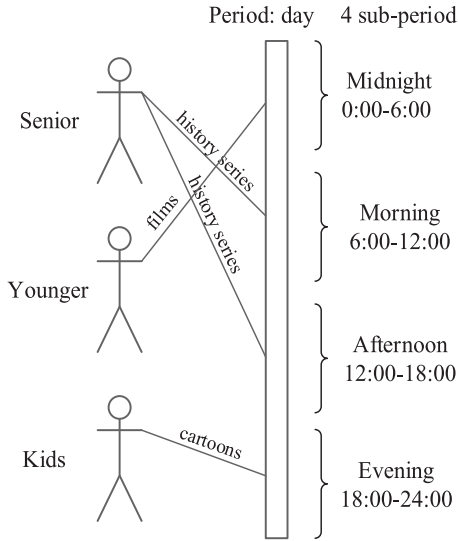 Period: day 4 sub-period
Midnight
0:00-6:00
Senior
history series
history series
films
Morning
6:00-12:00
Younger
Afternoon
12:00-18:00
cartoons
Kids
Evening
18:00-24:00